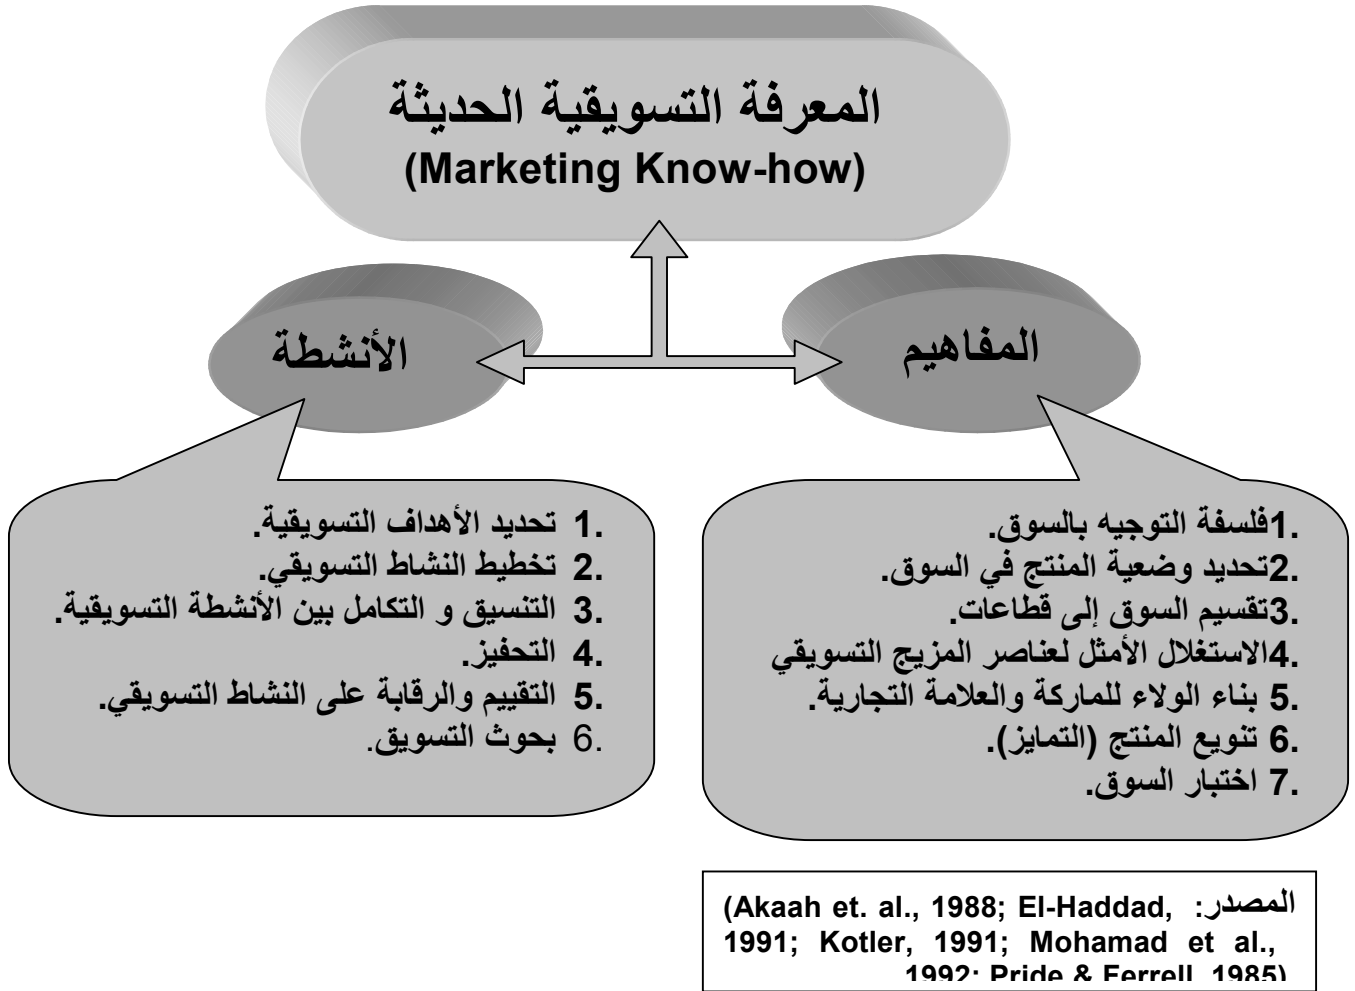 المعرفة التسويقية الحديثة
(Marketing Know-how)
المفاهيم
الأنشطة
1.فلسفة التوجيه بالسوق.
2.تحديد وضعية المنتج في السوق.
3.تقسيم السوق إلى قطاعات.
4.الاستغلال الأمثل لعناصر المزيج التسويقي
5. بناء الولاء للماركة والعلامة التجارية.
6. تنويع المنتج (التمايز).
7. اختبار السوق.
1. تحديد الأهداف التسويقية.
2. تخطيط النشاط التسويقي.
3. التنسيق و التكامل بين الأنشطة التسويقية.
4. التحفيز.
5. التقييم والرقابة على النشاط التسويقي.
6. بحوث التسويق.
المصدر: (Akaah et. al., 1988; El-Haddad,
1991; Kotler, 1991; Mohamad et al.,
1992; Pride & Ferrell, 1985)